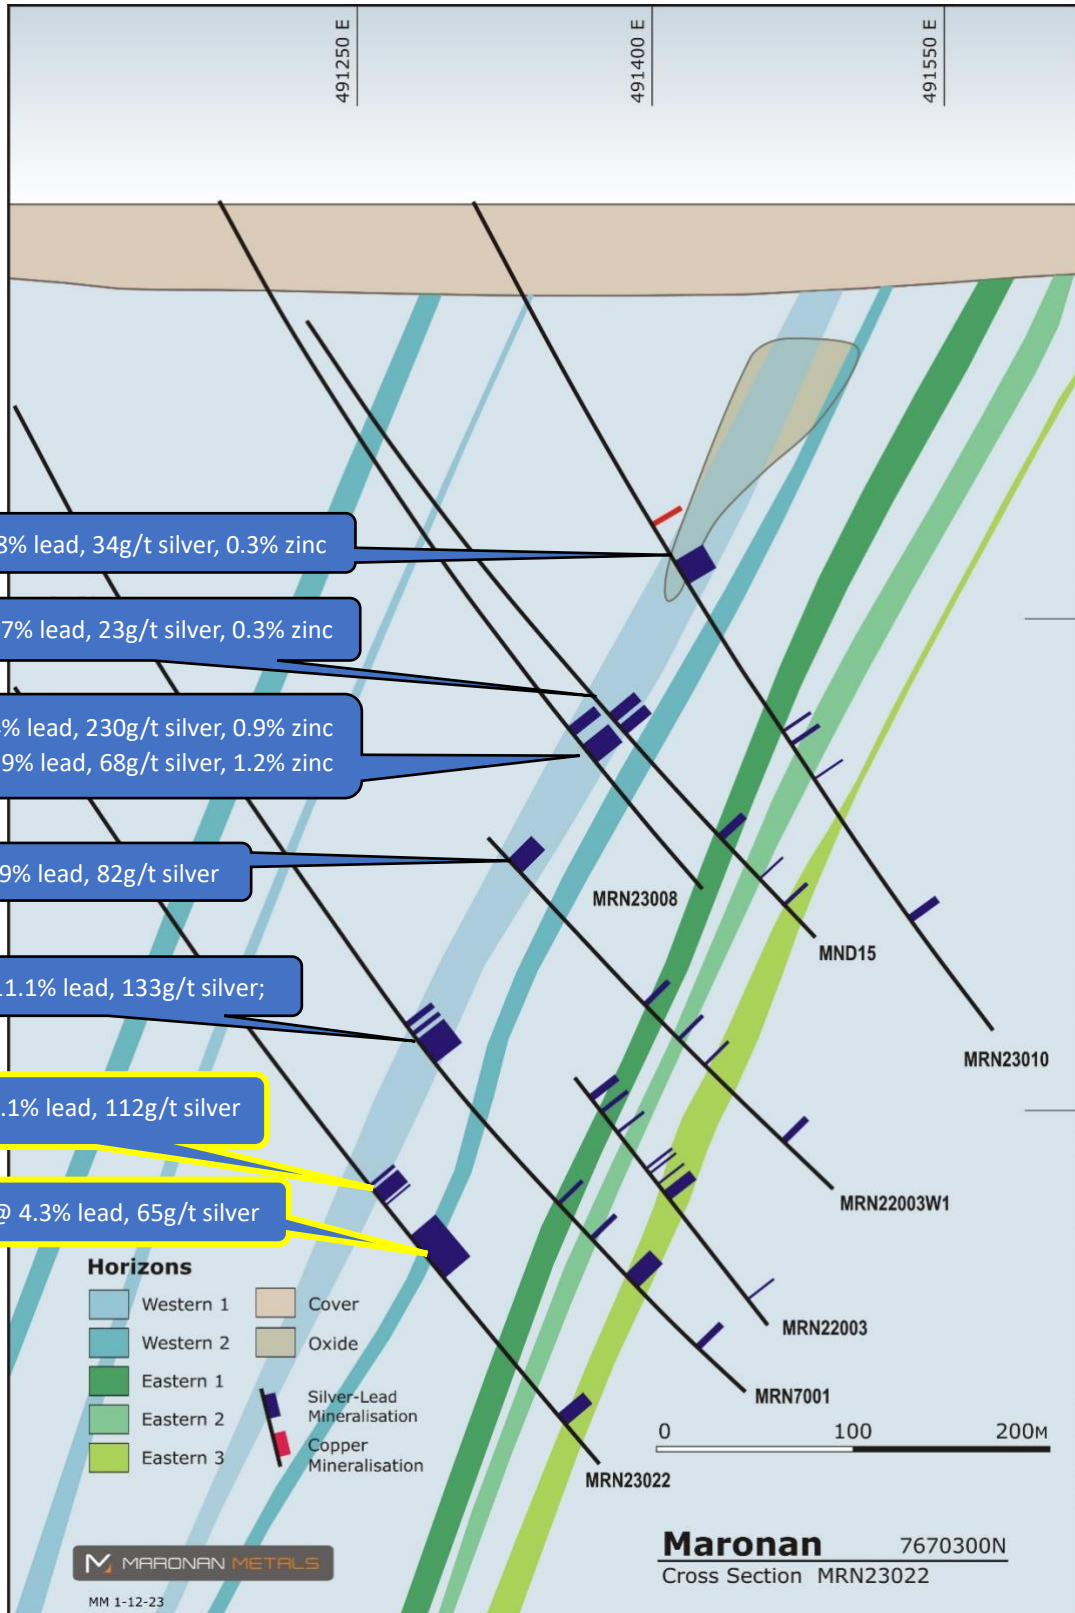 491250 E
491400 E
491550 E
8% lead, 34g/t silver, 0.3% zinc
7% lead, 23g/t silver, 0.3% zinc
% lead, 230g/t silver, 0.9% zinc
9% lead, 68g/t silver, 1.2% zinc
9% lead, 82g/t silver
11.1% lead, 133g/t silver;
.1% lead, 112g/t silver
@ 4.3% lead, 65g/t silver
MRN23008
MND15
MRN23010
MRN22003W1
MRN22003
MRN7001
MRN23022
Horizons
Western 1
Western 2
Eastern 1
Eastern 2
Eastern 3
Cover
Oxide
Silver-Lead
Mineralisation
Copper
Mineralisation
0 100 200M
MARONAN METALS
MM 1-12-23
Maronan 7670300N
Cross Section MRN23022